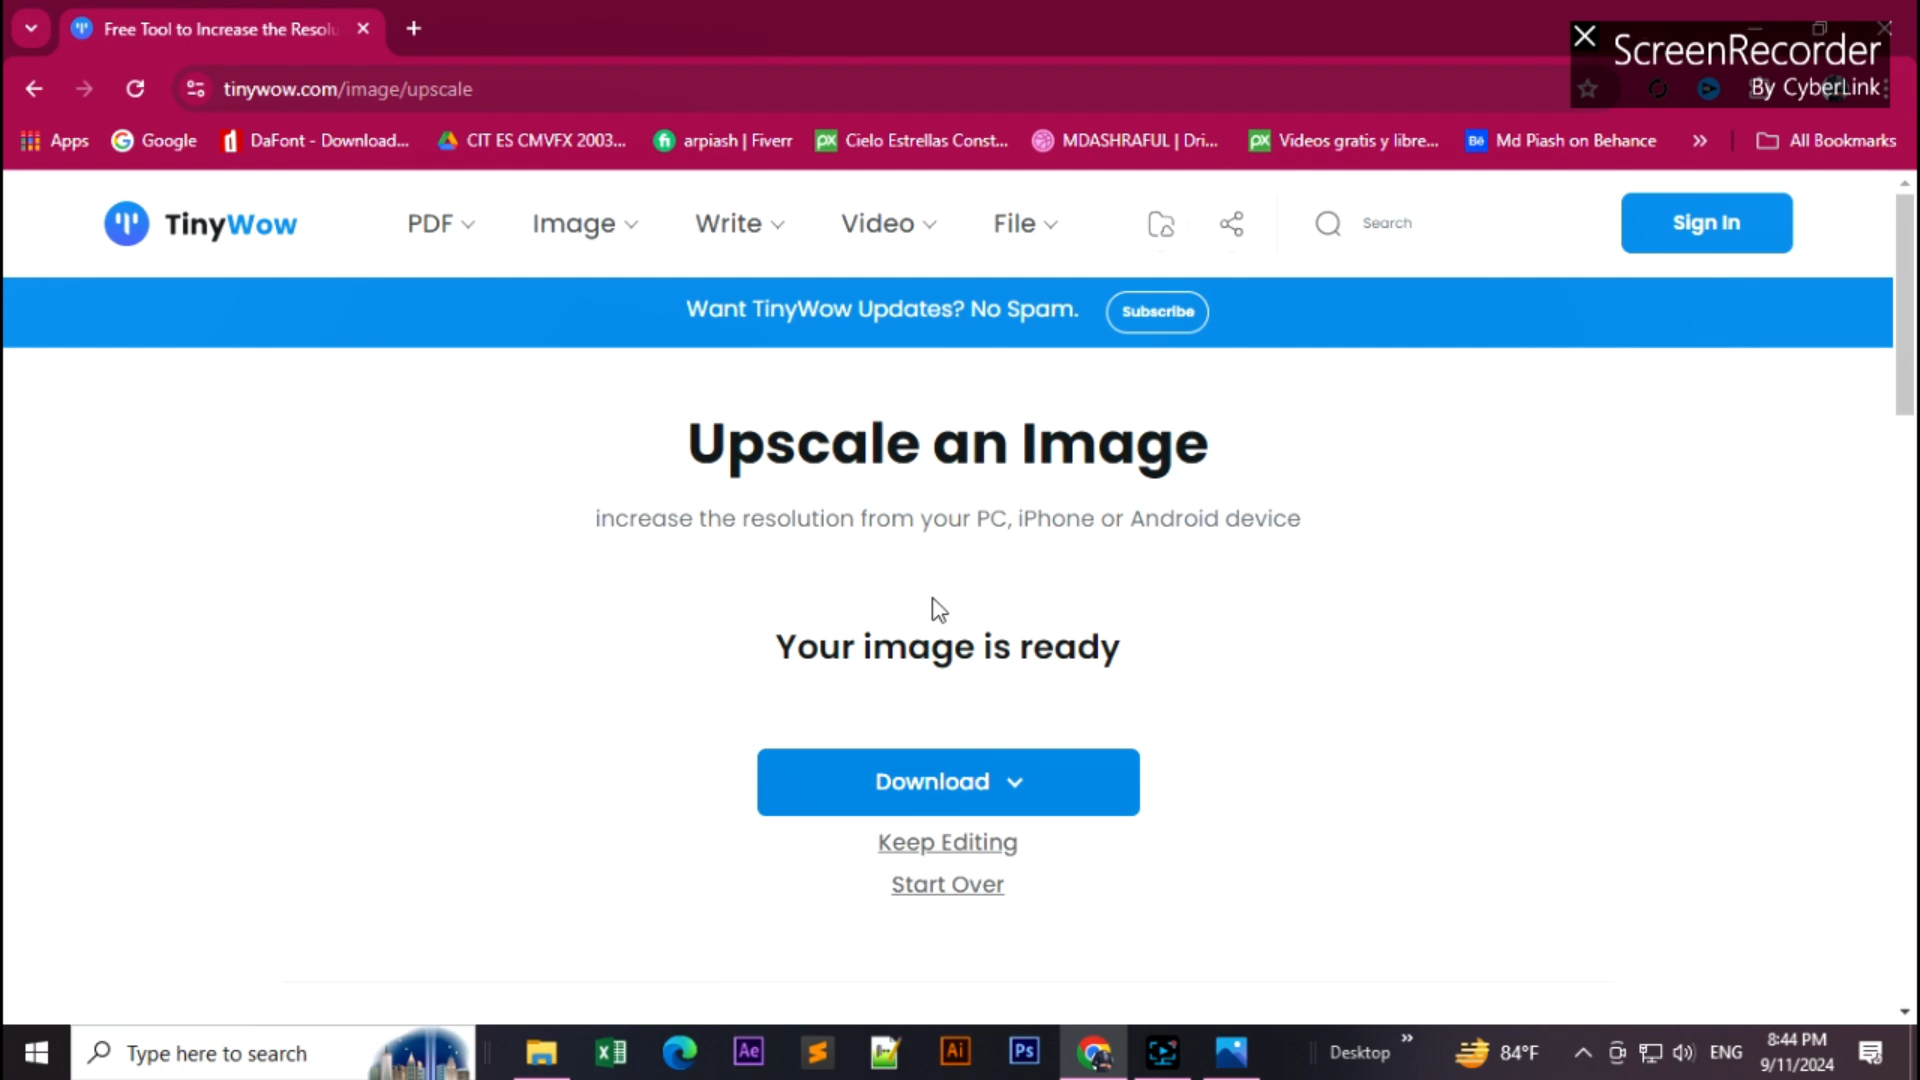 Free Tool to Increase the Resolu
ScreenRecorder
By CyberLink
tinywow.com/image/upscale
Apps
Google
DaFont - Download...
CIT ES CMVFX 2003...
arpiash | Fiverr
Cielo Estrellas Const...
MDASHRAFUL | Dri...
Videos gratis y libre...
Md Piash on Behance
All Bookmarks
TinyWow
PDF
Image
Write
Video
File
Search
Sign In
Want TinyWow Updates? No Spam.
Subscribe
Upscale an Image
increase the resolution from your PC, iPhone or Android device
Your image is ready
Download
Keep Editing
Start Over
Type here to search
Ae
Ai
Ps
Desktop
84°F
ENG
8:44 PM
9/11/2024